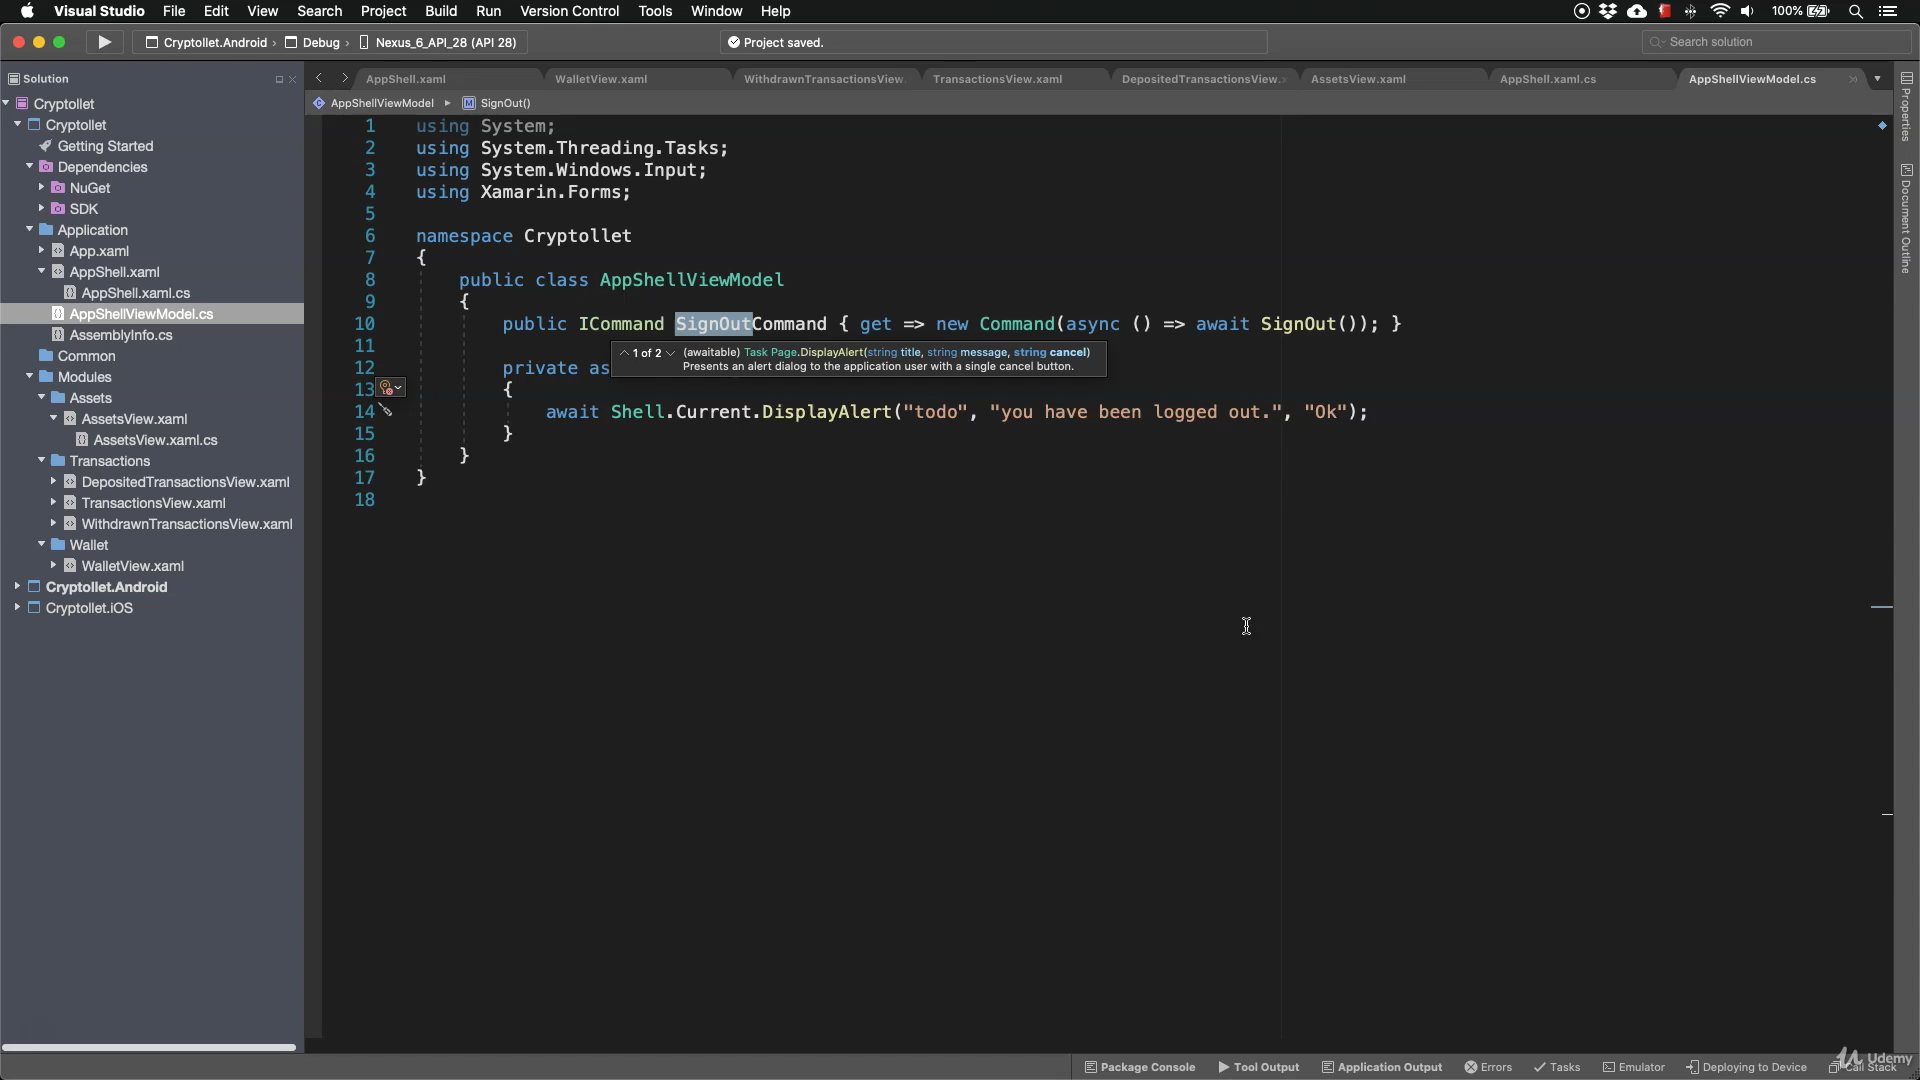 Visual Studio File Edit View Search Project Build Run Version Control Tools Window Help 100%
Cryptollet.Android › Debug › Nexus_6_API_28 (API 28) Project saved. Search solution
Solution
AppShell.xaml WalletView.xaml WithdrawnTransactionsView. TransactionsView.xaml DepositedTransactionsView. AssetsView.xaml AppShell.xaml.cs AppShellViewModel.cs
AppShellViewModel SignOut()
Cryptollet
Cryptollet
Getting Started
Dependencies
NuGet
SDK
Application
App.xaml
AppShell.xaml
AppShell.xaml.cs
AppShellViewModel.cs
AssemblyInfo.cs
Common
Modules
Assets
AssetsView.xaml
AssetsView.xaml.cs
Transactions
DepositedTransactionsView.xaml
TransactionsView.xaml
WithdrawnTransactionsView.xaml
Wallet
WalletView.xaml
Cryptollet.Android
Cryptollet.iOS
1 using System;
2 using System.Threading.Tasks;
3 using System.Windows.Input;
4 using Xamarin.Forms;
5
6 namespace Cryptollet
7 {
8 public class AppShellViewModel
9 {
10 public ICommand SignOutCommand { get => new Command(async () => await SignOut()); }
11
1 of 2 (awaitable) Task Page.DisplayAlert(string title, string message, string cancel)
Presents an alert dialog to the application user with a single cancel button.
12 private as
13 {
14 await Shell.Current.DisplayAlert("todo", "you have been logged out.", "Ok");
15 }
16 }
17 }
18
Properties
Document Outline
Package Console Tool Output Application Output Errors Tasks Emulator Deploying to Device Call Stack
Udemy